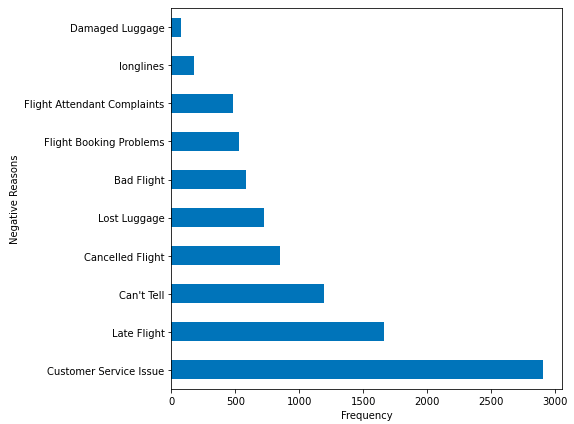 Damaged Luggage
longlines
Flight Attendant Complaints
Flight Booking Problems
Bad Flight
Lost Luggage
Cancelled Flight
Can't Tell
Late Flight
Customer Service Issue
Negative Reasons
0 500 1000 1500 2000 2500 3000
Frequency